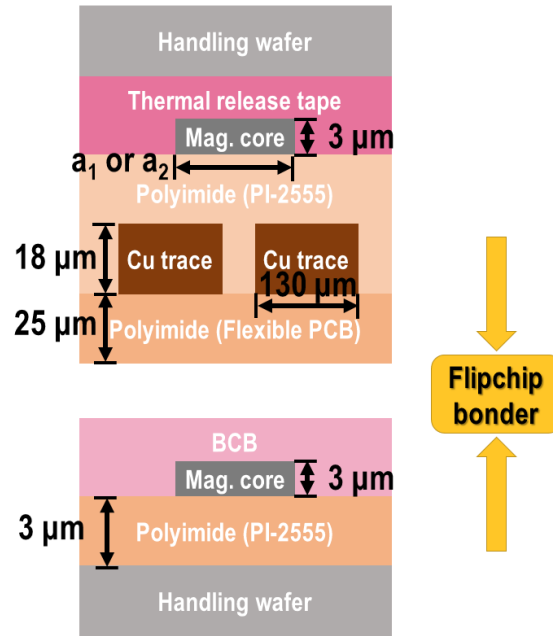 Handling wafer
Thermal release tape
Mag. core
3 µm
a1 or a2
Polyimide (PI-2555)
18 µm
Cu trace
Cu trace
130 µm
25 µm
Polyimide (Flexible PCB)
Flipchip
bonder
BCB
Mag. core
3 µm
3 µm
Polyimide (PI-2555)
Handling wafer